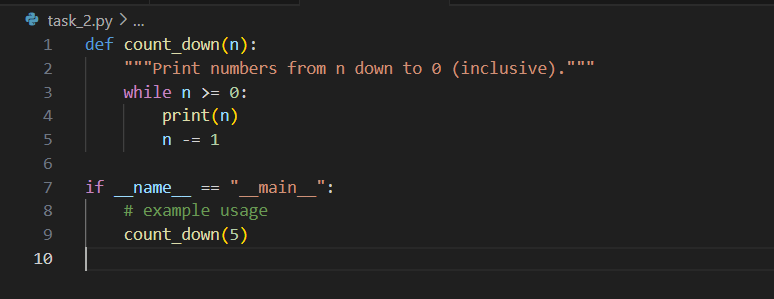 task_2.py > ...
1 def count_down(n):
2     """Print numbers from n down to 0 (inclusive)."""
3     while n >= 0:
4         print(n)
5         n -= 1
6
7 if __name__ == "__main__":
8     # example usage
9     count_down(5)
10